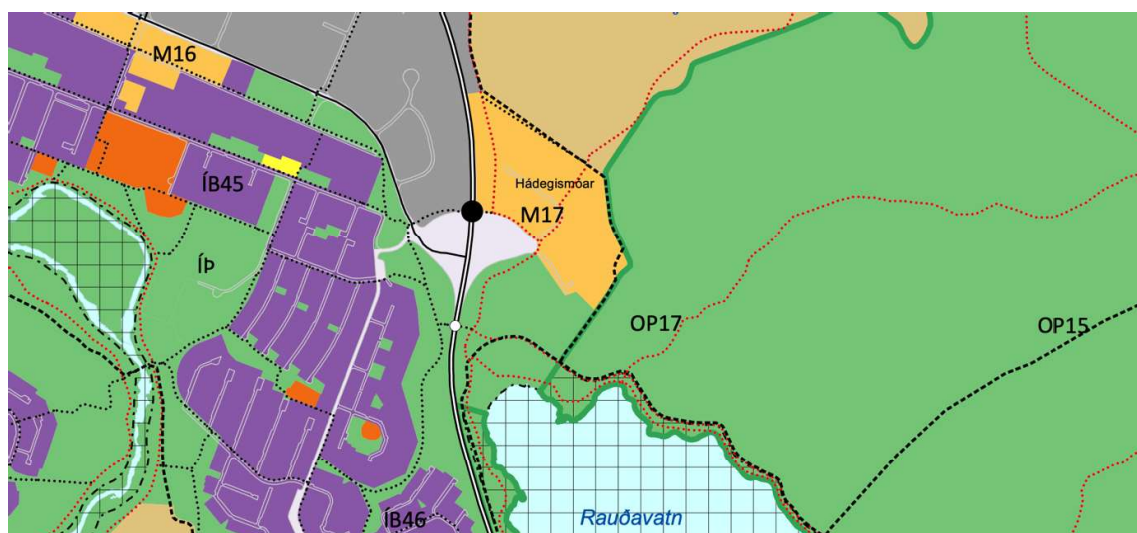 M16
Hádegismóar
M17
ÍB45
ÍÞ
OP17
OP15
ÍB46
Rauðavatn